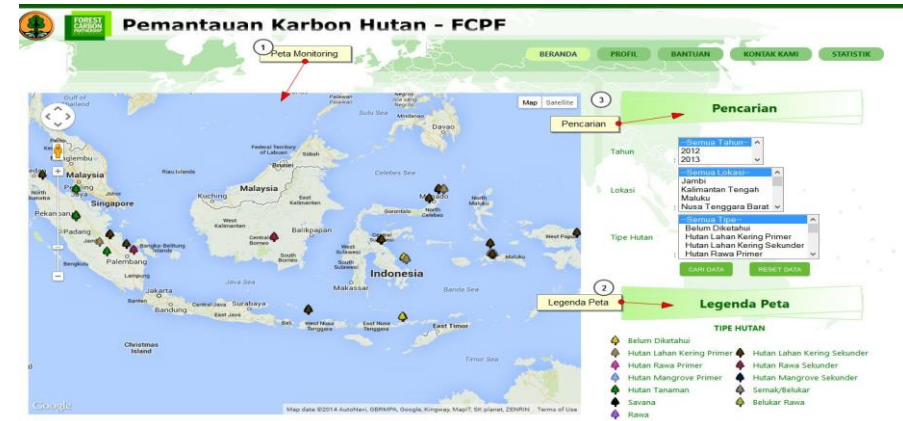 FOREST
CARBON
PARTNERSHIP
Pemantauan Karbon Hutan - FCPF
1
Peta Monitoring
BERANDA
PROFIL
BANTUAN
KONTAK KAMI
STATISTIK
Gulf of
Thailand
Palawan
Sulu Sea
Mindanao
Davao
Map
Satellite
3
Pencarian
Pencarian
Federal Territory
of Labuan
Sabah
Brunei
Celebes Sea
Malaysia
Riau Islands
Johor
Singapore
North
Sumatra
Kuching
Malaysia
East
Kalimantan
Manado
North
Maluku
Gorontalo
North
Celebes
West
Kalimantan
Padang
Jambi
Bangka-Belitung
Islands
Palembang
Bengkulu
Lampung
Central
Borneo
Balikpapan
South
Borneo
West
Sulawesi
South
Sulawesi
Maluku
Indonesia
Java Sea
Makassar
Banda Sea
Jakarta
Banten
Bandung
Central Java
Surabaya
East Java
Bali
West Nusa
Tenggara
East Nusa
Tenggara
East Timor
Christmas
Island
Timor Sea
Google
Map data ©2014 AutoNavi, GBRMPA, Google, Kingway, MapIT, SK planet, ZENRIN
Terms of Use
Tahun
:
--Semua Tahun--
2012
2013
Lokasi
:
--Semua Lokasi--
Jambi
Kalimantan Tengah
Maluku
Nusa Tenggara Barat
Tipe Hutan
:
--Semua Tipe--
Belum Diketahui
Hutan Lahan Kering Primer
Hutan Lahan Kering Sekunder
Hutan Rawa Primer
CARI DATA
RESET DATA
2
Legenda Peta
Legenda Peta
TIPE HUTAN
Belum Diketahui
Hutan Lahan Kering Primer
Hutan Lahan Kering Sekunder
Hutan Rawa Primer
Hutan Rawa Sekunder
Hutan Mangrove Primer
Hutan Mangrove Sekunder
Hutan Tanaman
Semak/Belukar
Savana
Belukar Rawa
Rawa